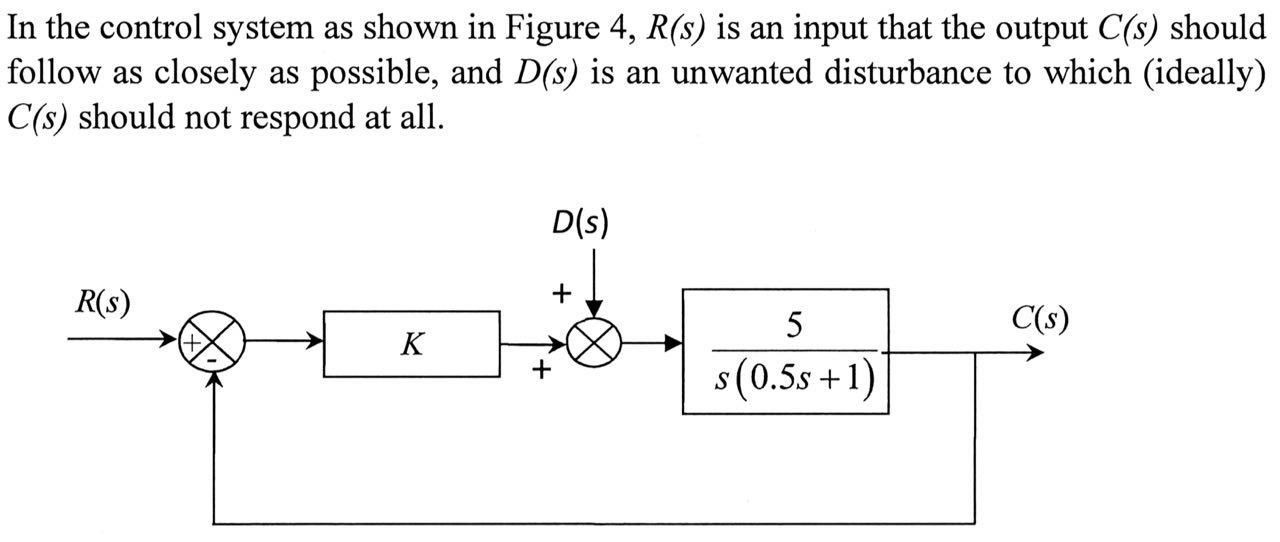 In the control system as shown in Figure 4, R(s) is an input that the output C(s) should
follow as closely as possible, and D(s) is an unwanted disturbance to which (ideally)
C(s) should not respond at all.
D(s)
R(s)
+
C(s)
+
-
K
+
5
s(0.5s+1)